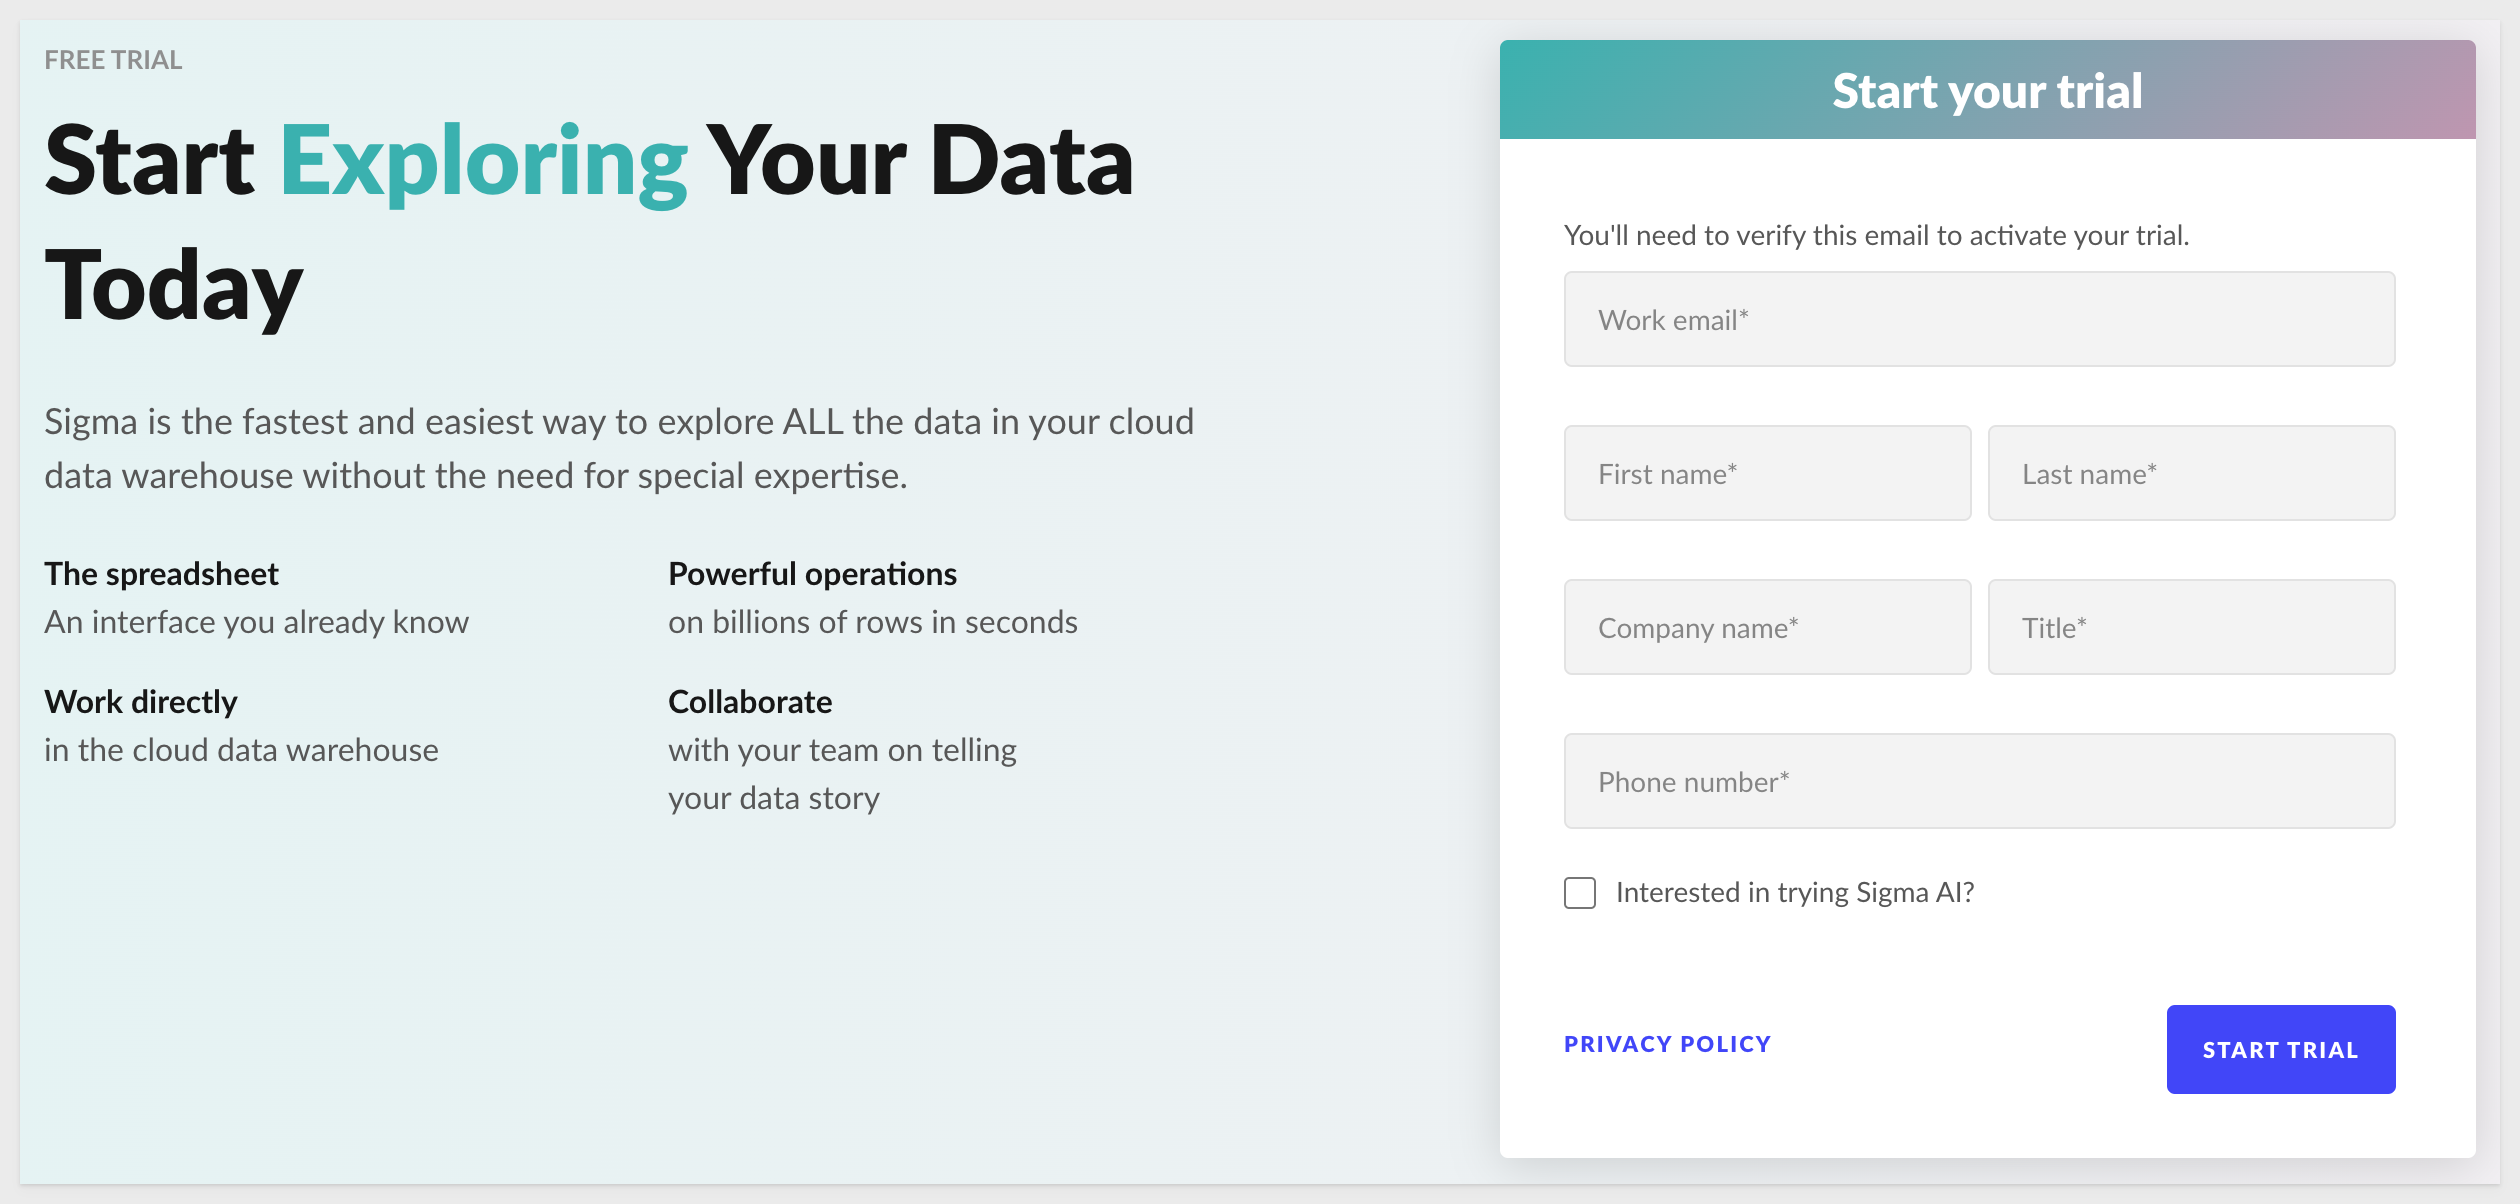 FREE TRIAL
Start Exploring Your Data
Today
Sigma is the fastest and easiest way to explore ALL the data in your cloud
data warehouse without the need for special expertise.
The spreadsheet
An interface you already know
Powerful operations
on billions of rows in seconds
Work directly
in the cloud data warehouse
Collaborate
with your team on telling
your data story
Start your trial
You'll need to verify this email to activate your trial.
Work email*
First name*
Last name*
Company name*
Title*
Phone number*
Interested in trying Sigma AI?
PRIVACY POLICY
START TRIAL